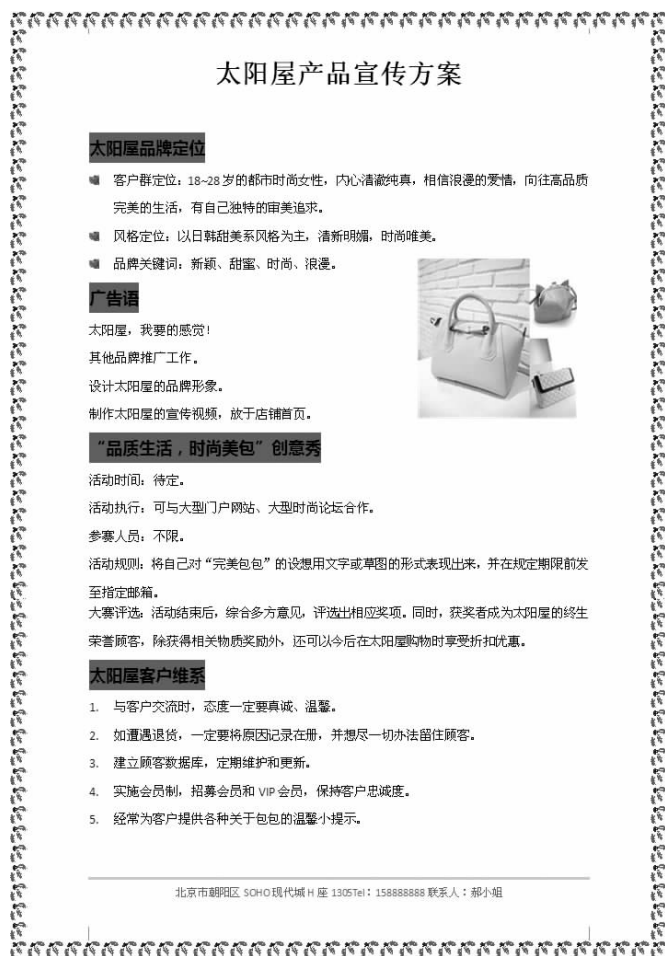 太阳屋产品宣传方案
太阳屋品牌定位
客户群定位：18~28 岁的都市时尚女性，内心清澈纯真，相信浪漫的爱情，向往高品质
完美的生活，有自己独特的审美追求。
风格定位：以日韩甜美系风格为主，清新明媚，时尚唯美。
品牌关键词：新颖、甜蜜、时尚、浪漫。
广告语
太阳屋，我要的感觉！
其他品牌推广工作。
设计太阳屋的品牌形象。
制作太阳屋的宣传视频，放于店铺首页。
“品质生活，时尚美包”创意秀
活动时间：待定。
活动执行：可与大型门户网站、大型时尚论坛合作。
参赛人员：不限。
活动规则：将自己对“完美包包”的设想用文字或草图的形式表现出来，并在规定期限前发
至指定邮箱。
大赛评选：活动结束后，综合多方意见，评选出相应奖项。同时，获奖者成为太阳屋的终生
荣誉顾客，除获得相关物质奖励外，还可以今后在太阳屋购物时享受折扣优惠。
太阳屋客户维系
1. 与客户交流时，态度一定要真诚、温馨。
2. 如遭遇退货，一定要将原因记录在册，并想尽一切办法留住顾客。
3. 建立顾客数据库，定期维护和更新。
4. 实施会员制，招募会员和 VIP 会员，保持客户忠诚度。
5. 经常为客户提供各种关于包包的温馨小提示。
北京市朝阳区 SOHO 现代城 H 座 1305Tel：158888888 联系人：郝小姐